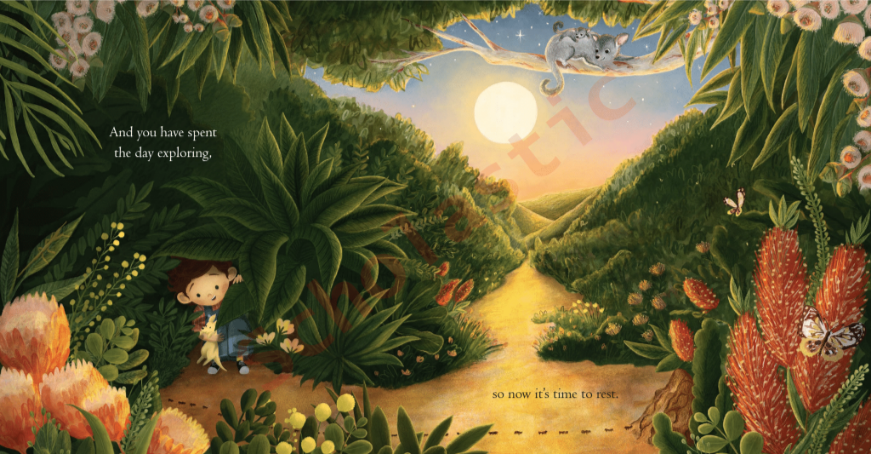 And you have spent
the day exploring,
so now it's time to rest.